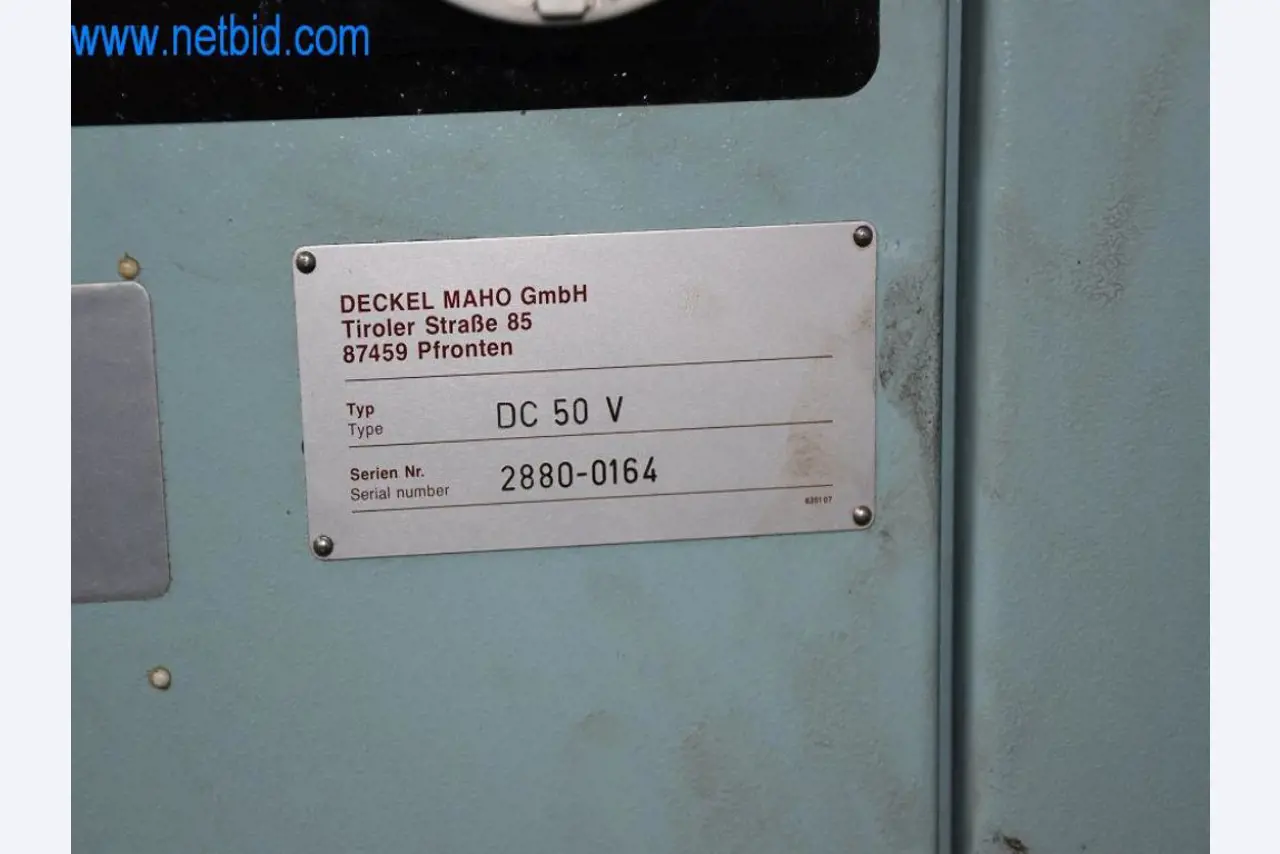 www.netbid.com
DECKEL MAHO GmbH
Tiroler Straße 85
87459 Pfronten
Typ
Type
DC 50 V
Serien Nr.
Serial number
2880-0164